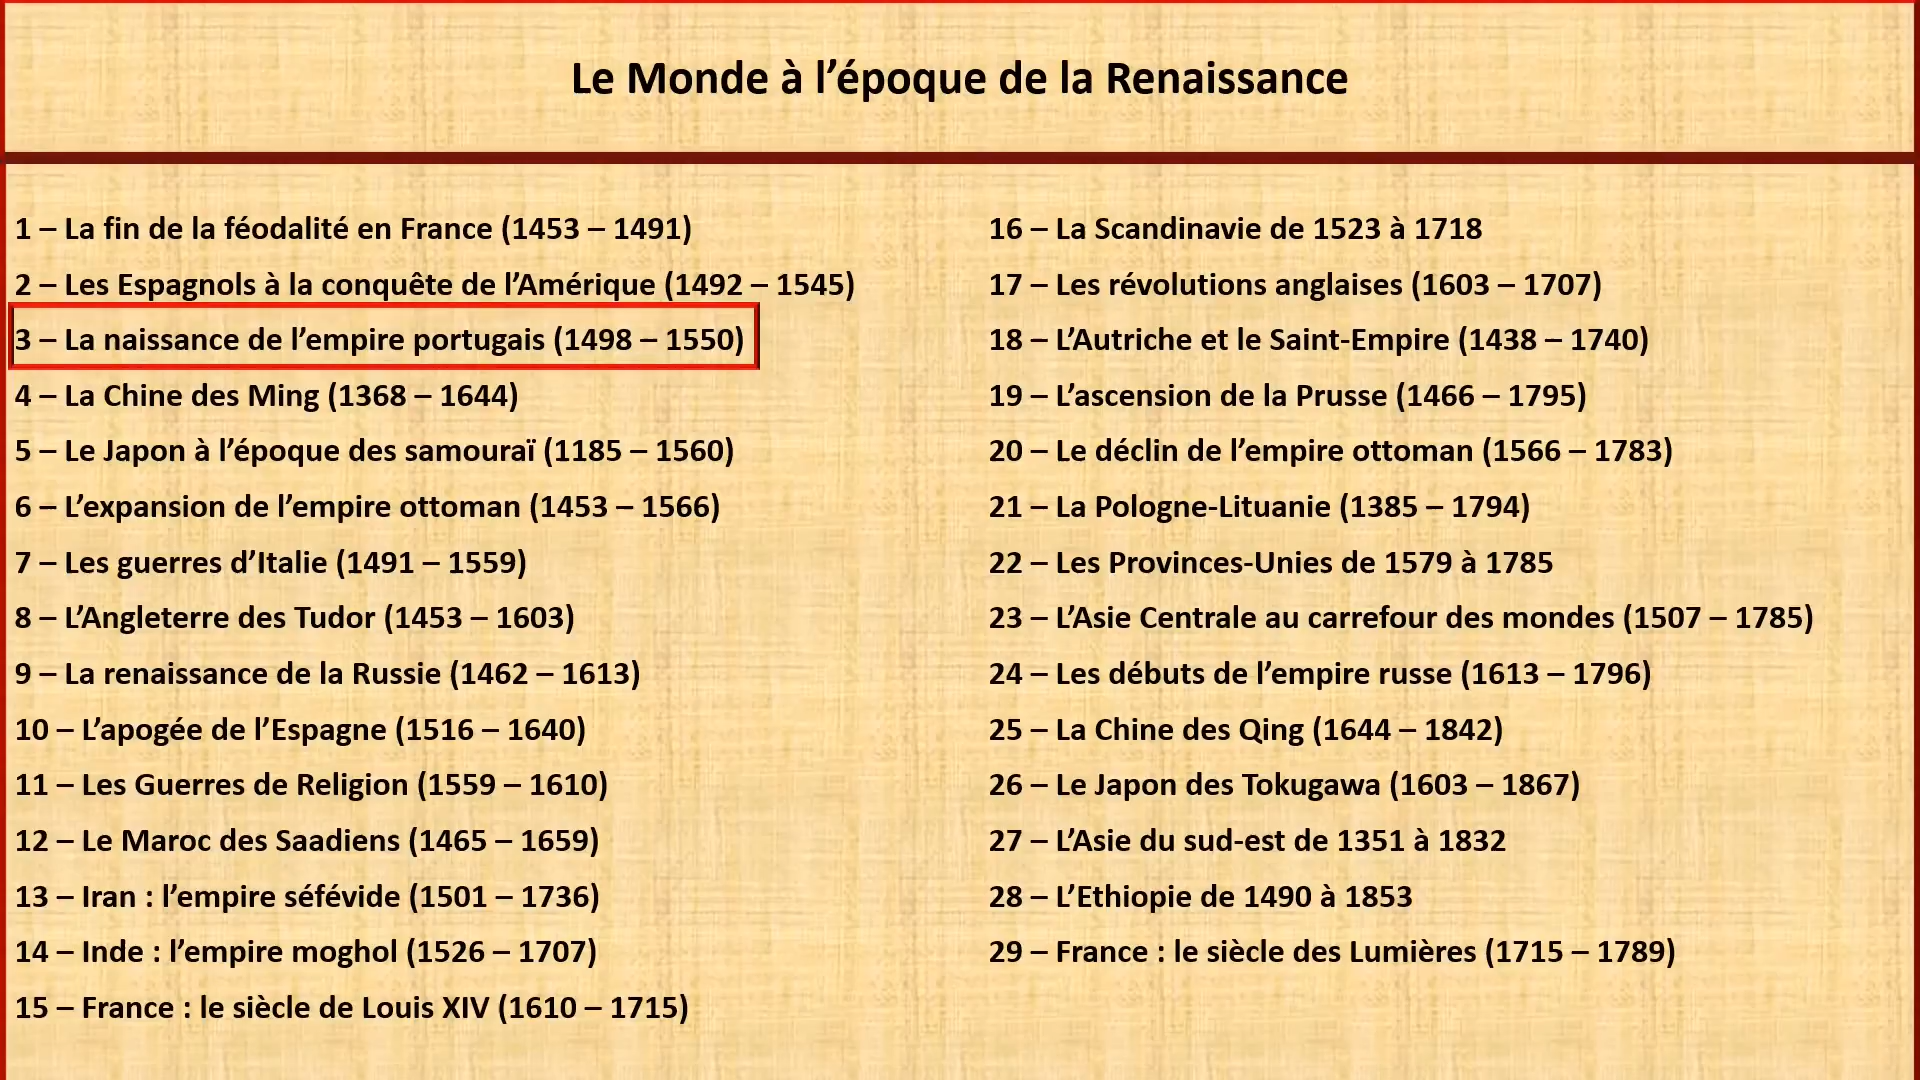 Le Monde à l’époque de la Renaissance
1 – La fin de la féodalité en France (1453 – 1491)
2 – Les Espagnols à la conquête de l’Amérique (1492 – 1545)
3 – La naissance de l’empire portugais (1498 – 1550)
4 – La Chine des Ming (1368 – 1644)
5 – Le Japon à l’époque des samouraï (1185 – 1560)
6 – L’expansion de l’empire ottoman (1453 – 1566)
7 – Les guerres d’Italie (1491 – 1559)
8 – L’Angleterre des Tudor (1453 – 1603)
9 – La renaissance de la Russie (1462 – 1613)
10 – L’apogée de l’Espagne (1516 – 1640)
11 – Les Guerres de Religion (1559 – 1610)
12 – Le Maroc des Saadiens (1465 – 1659)
13 – Iran : l’empire séfévide (1501 – 1736)
14 – Inde : l’empire moghol (1526 – 1707)
15 – France : le siècle de Louis XIV (1610 – 1715)
16 – La Scandinavie de 1523 à 1718
17 – Les révolutions anglaises (1603 – 1707)
18 – L’Autriche et le Saint-Empire (1438 – 1740)
19 – L’ascension de la Prusse (1466 – 1795)
20 – Le déclin de l’empire ottoman (1566 – 1783)
21 – La Pologne-Lituanie (1385 – 1794)
22 – Les Provinces-Unies de 1579 à 1785
23 – L’Asie Centrale au carrefour des mondes (1507 – 1785)
24 – Les débuts de l’empire russe (1613 – 1796)
25 – La Chine des Qing (1644 – 1842)
26 – Le Japon des Tokugawa (1603 – 1867)
27 – L’Asie du sud-est de 1351 à 1832
28 – L’Ethiopie de 1490 à 1853
29 – France : le siècle des Lumières (1715 – 1789)